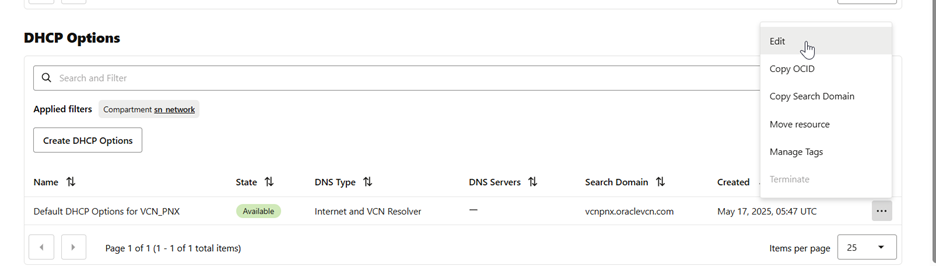 DHCP Options
Edit
Search and Filter
Copy OCID
Copy Search Domain
Applied filters Compartment sn_network
Move resource
Create DHCP Options
Manage Tags
Terminate
Name State DNS Type DNS Servers Search Domain Created
Default DHCP Options for VCN_PNX Available Internet and VCN Resolver — vcnpnx.oraclevcn.com May 17, 2025, 05:47 UTC ...
Page 1 of 1 (1 - 1 of 1 total items) Items per page 25